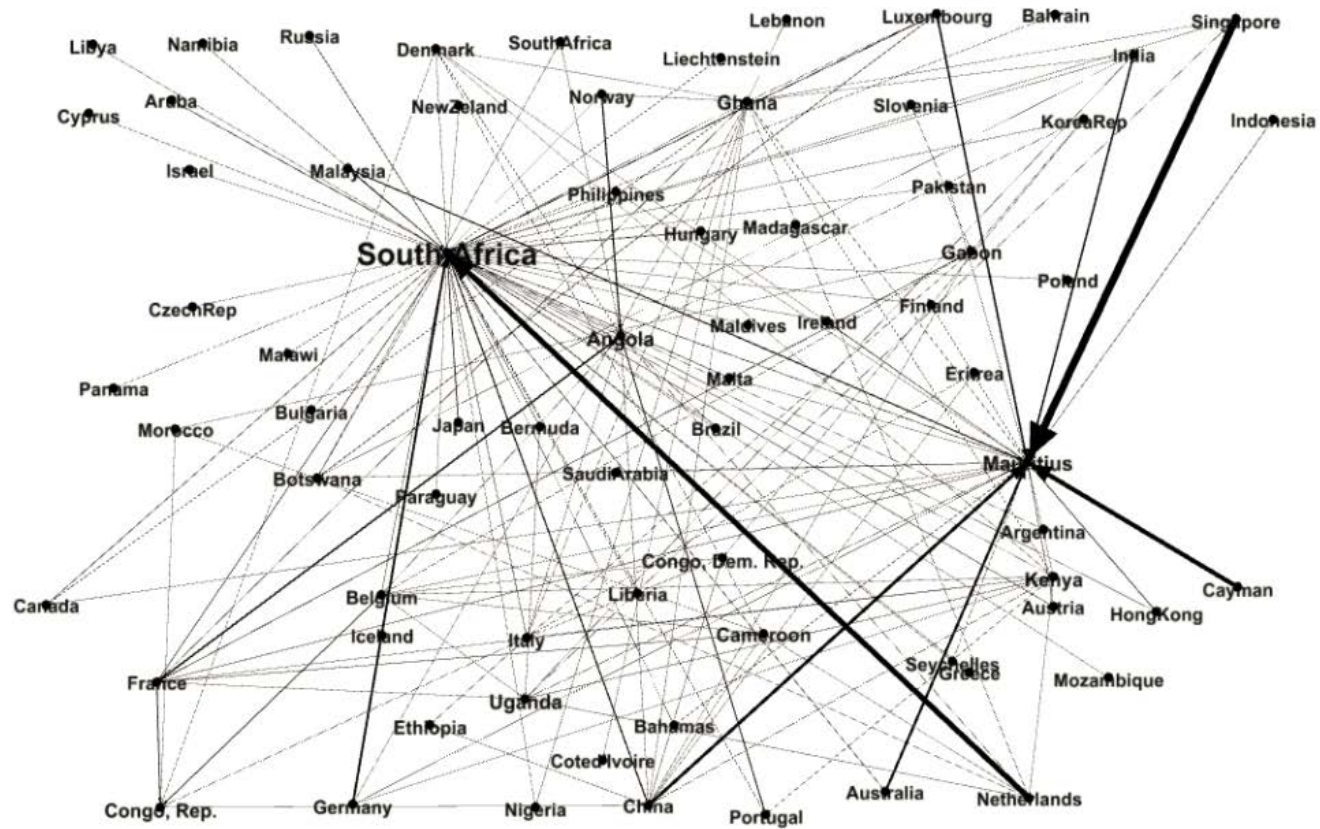 Lebanon
Luxembourg
Bahrain
Singapore
Libya
Namibia
Russia
Denmark
SouthAfrica
Liechtenstein
India
Cyprus
Aruba
NewZeland
Norway
Ghana
Slovenia
KoreaRep
Indonesia
Israel
Malaysia
Philippines
Pakistan
Hungary
Madagascar
South Africa
Gabon
Poland
CzechRep
Finland
Angola
Maldives
Ireland
Malawi
Panama
Malta
Eritrea
Morocco
Bulgaria
Japan
Bermuda
Brazil
Botswana
Paraguay
SaudiArabia
Mauritius
Argentina
Congo, Dem. Rep.
Canada
Belgium
Liberia
Kenya
Austria
HongKong
Cayman
Iceland
Italy
Cameroon
France
Seychelles
Greece
Mozambique
Uganda
Ethiopia
Bahamas
CotedIvoire
Congo, Rep.
Germany
Nigeria
China
Portugal
Australia
Netherlands